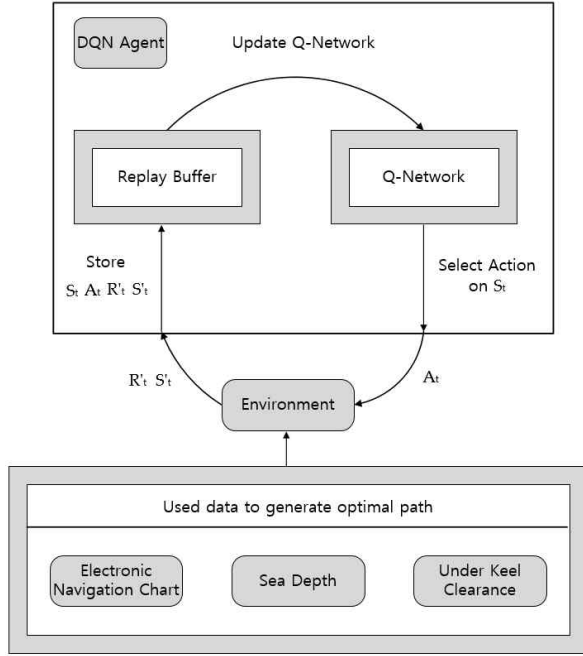 DQN Agent
Update Q-Network
Replay Buffer
Q-Network
Store
Sₜ Aₜ R'ₜ S'ₜ
Select Action
on Sₜ
R'ₜ S'ₜ
Aₜ
Environment
Used data to generate optimal path
Electronic
Navigation Chart
Sea Depth
Under Keel
Clearance